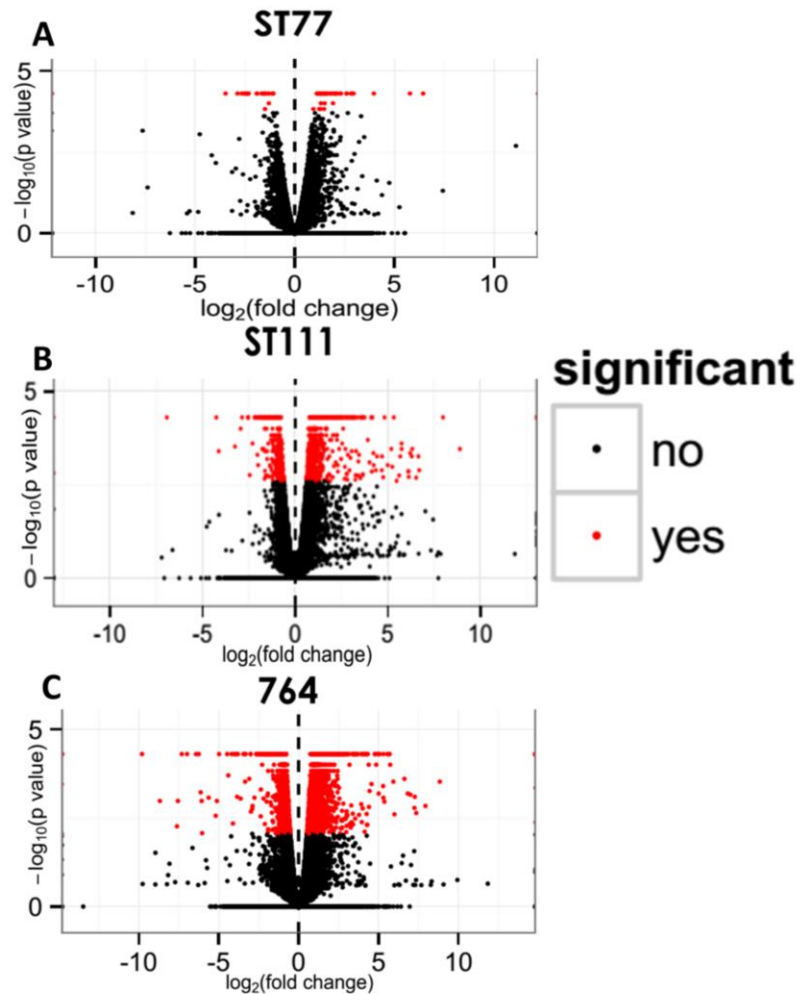 A
ST77
5
0
−log10(p value)
-10 -5 0 5 10
log2(fold change)
B
ST111
5
0
−log10(p value)
-10 -5 0 5 10
log2(fold change)
significant
no
yes
C
764
5
0
−log10(p value)
-10 -5 0 5 10
log2(fold change)